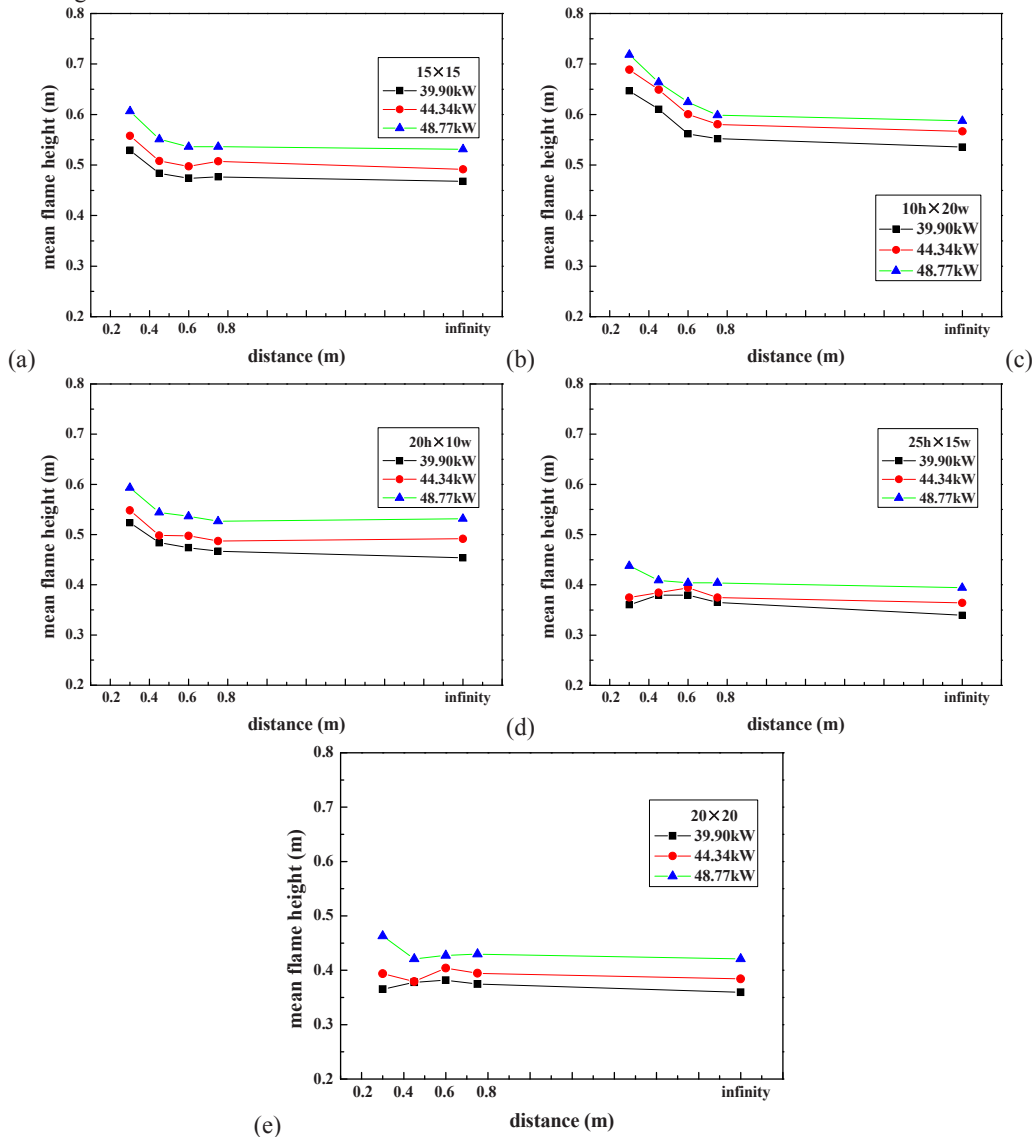 15×15
39.90kW
44.34kW
48.77kW
mean flame height (m)
0.8
0.7
0.6
0.5
0.4
0.3
0.2
0.2 0.4 0.6 0.8 infinity
distance (m)
(a)
10h×20w
39.90kW
44.34kW
48.77kW
mean flame height (m)
0.8
0.7
0.6
0.5
0.4
0.3
0.2
0.2 0.4 0.6 0.8 infinity
distance (m)
(b)
(c)
20h×10w
39.90kW
44.34kW
48.77kW
mean flame height (m)
0.8
0.7
0.6
0.5
0.4
0.3
0.2
0.2 0.4 0.6 0.8 infinity
distance (m)
25h×15w
39.90kW
44.34kW
48.77kW
mean flame height (m)
0.8
0.7
0.6
0.5
0.4
0.3
0.2
0.2 0.4 0.6 0.8 infinity
distance (m)
(d)
20×20
39.90kW
44.34kW
48.77kW
mean flame height (m)
0.8
0.7
0.6
0.5
0.4
0.3
0.2
0.2 0.4 0.6 0.8 infinity
distance (m)
(e)